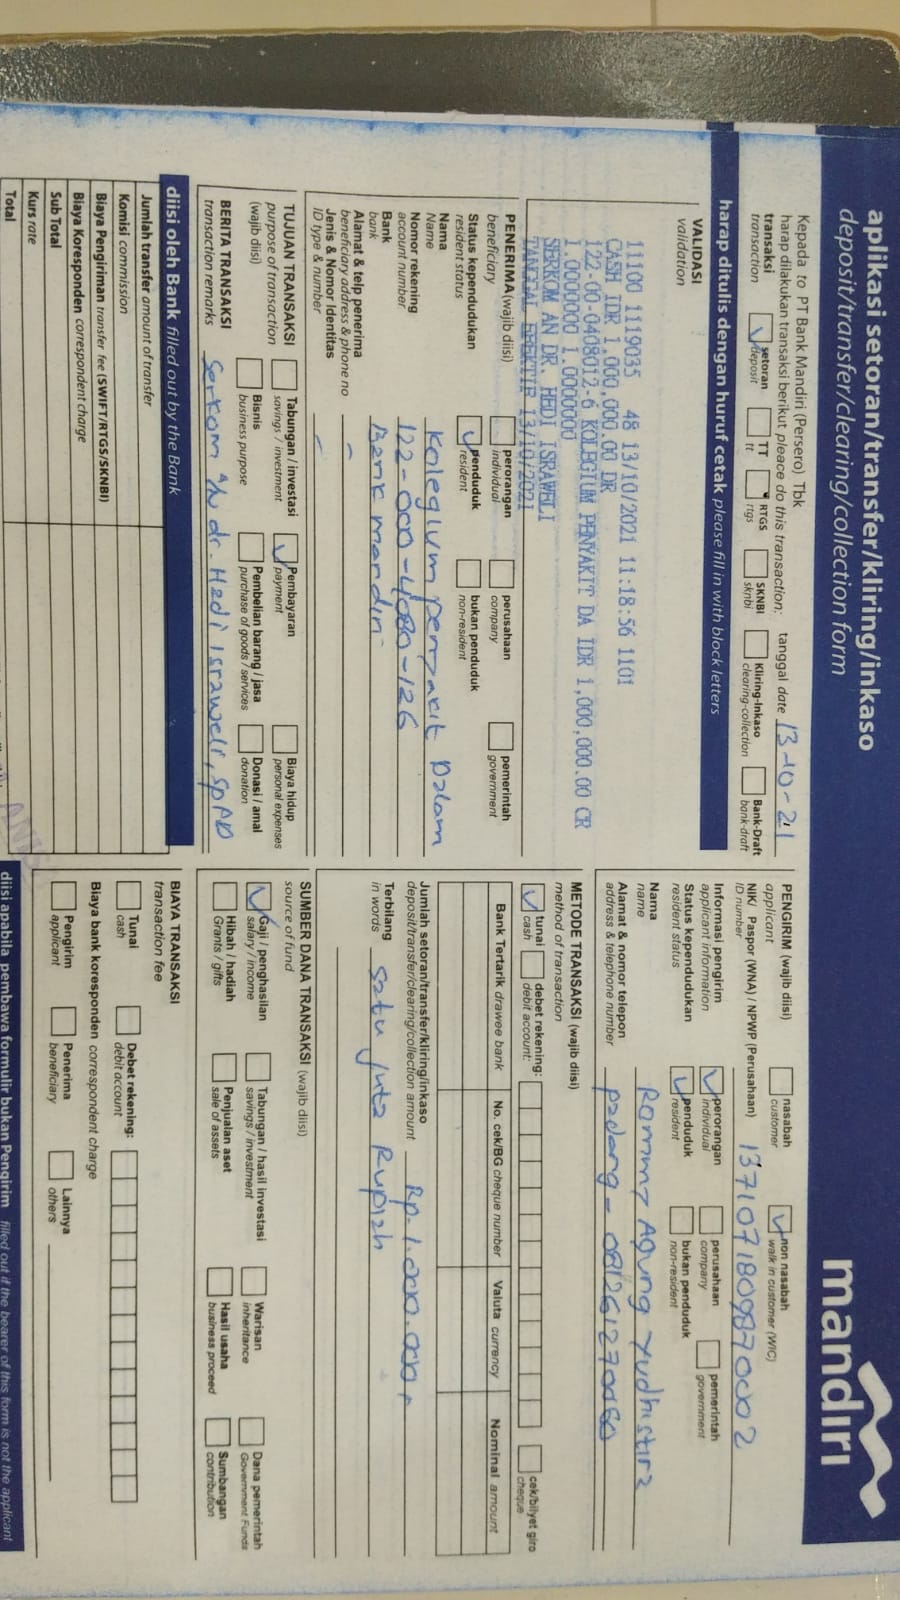 aplikasi setoran/transfer/kliring/inkaso
deposit/transfer/clearing/collection form
mandırı
Kepada to PT Bank Mandiri (Persero) Tbk
harap dilakukan transaksi berikut pleace do this transaction:
tanggal date 13-10-21
transaksi
transaction
setoran
deposit
TT
tt
RTGS
rtgs
SKNBI
sknbi
Kliring-Inkaso
clearing-collection
Bank-Draft
bank-draft
harap ditulis dengan huruf cetak please fill in with block letters
VALIDASI
validation
11100 1119035 48 13/10/2021 11:18:56 1101
CASH IDR 1,000,000.00 DR
122-00-0408012-6 KOLEGIUM PENYAKIT DA IDR 1,000,000.00 CR
1.0000000 1.0000000
SERKOM AN DR. HEDI ISRAWELI
TANGGAL EFEKTIF 13/10/2021
PENERIMA (wajib diisi)
beneficiary
perorangan
individual
perusahaan
company
pemerintah
government
Status kependudukan
resident status
penduduk
resident
bukan penduduk
non-resident
Nama
Name
Kolegium penyakit Dalam
Nomor rekening
account number
122-000-4080-126
Bank
bank
Bank mandiri
Alamat & telp penerima
beneficiary address & phone no
-
Jenis & Nomor Identitas
ID type & number
-
TUJUAN TRANSAKSI
purpose of transaction
(wajib diisi)
Tabungan / investasi
savings / investment
Pembayaran
payment
Biaya hidup
personal expenses
Bisnis
business purpose
Pembelian barang / jasa
purchase of goods / services
Donasi / amal
donation
BERITA TRANSAKSI
transaction remarks
Serkom a/n dr. Hedi Israweli, SpPD
diisi oleh Bank filled out by the Bank
Jumlah transfer amount of transfer
Komisi commission
Biaya Pengiriman transfer fee (SWIFT/RTGS/SKNBI)
Biaya Koresponden correspondent charge
Sub Total
Kurs rate
Total
PENGIRIM (wajib diisi)
applicant
nasabah
customer
non nasabah
walk in customer (WIC)
NIK/ Paspor (WNA) / NPWP (Perusahaan)
ID number
1371071809870002
Informasi pengirim
applicant information
perorangan
individual
perusahaan
company
pemerintah
government
Status kependudukan
resident status
penduduk
resident
bukan penduduk
non-resident
Nama
name
Rommy Agung Yudhistira
Alamat & nomor telepon
address & telephone number
padang - 081261270060
METODE TRANSAKSI (wajib diisi)
method of transaction
tunai
cash
debet rekening:
debit account:
cek/bilyet giro
cheque
Bank Tertarik drawee bank
No. cek/BG cheque number
Valuta currency
Nominal amount
Jumlah setoran/transfer/kliring/inkaso
deposit/transfer/clearing/collection amount
Rp. 1.000.000,-
Terbilang
in words
satu juta Rupiah
SUMBER DANA TRANSAKSI (wajib diisi)
source of fund
Gaji / penghasilan
salary / income
Tabungan / hasil investasi
savings / investment
Warisan
inheritance
Dana pemerintah
Government Funds
Hibah / hadiah
Grants / gifts
Penjualan aset
sale of assets
Hasil usaha
business proceed
Sumbangan
contribution
BIAYA TRANSAKSI
transaction fee
Tunai
cash
Debet rekening:
debit account
Biaya bank koresponden correspondent charge
Pengirim
applicant
Penerima
beneficiary
Lainnya
others
diisi apabila pembawa formulir bukan Pengirim filled out if the bearer of this form is not the applicant